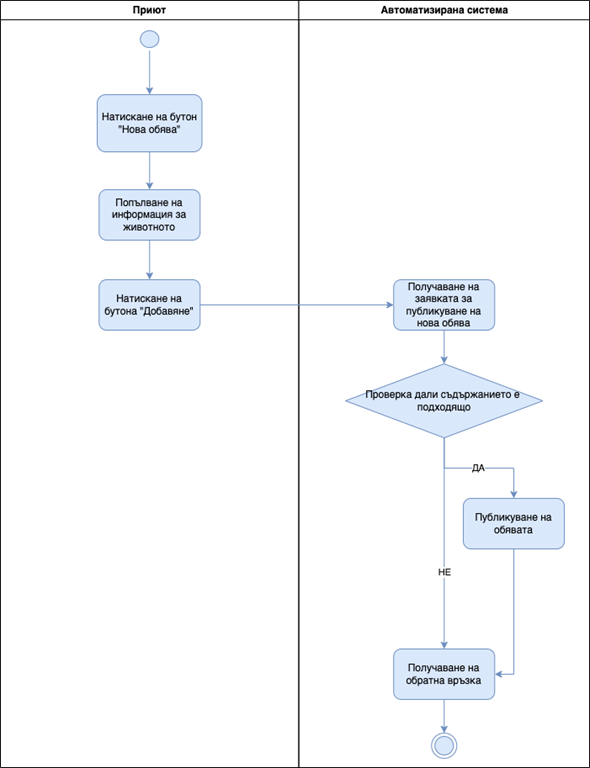 Приют
Автоматизирана система
Натискане на бутон
"Нова обява"
Попълване на
информация за
животното
Натискане на
бутона "Добавяне"
Получаване на
заявката за
публикуване на
нова обява
Проверка дали съдържанието е
подходящо
ДА
Публикуване на
обявата
НЕ
Получаване на
обратна връзка